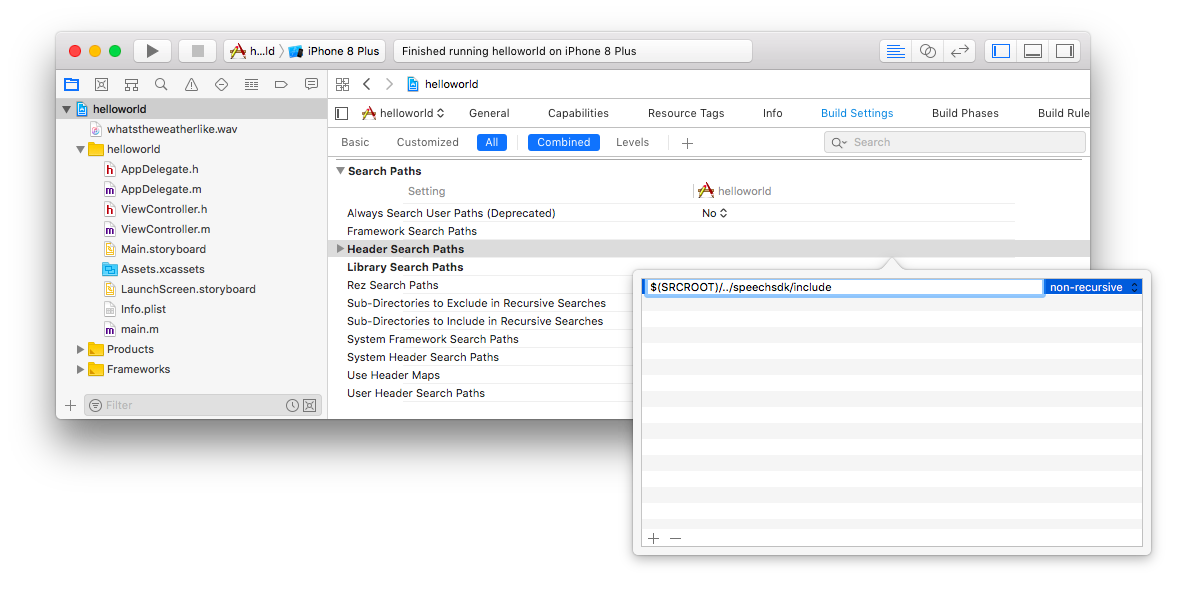 h...ld iPhone 8 Plus Finished running helloworld on iPhone 8 Plus
helloworld
helloworld
whatstheweatherlike.wav
helloworld
AppDelegate.h
AppDelegate.m
ViewController.h
ViewController.m
Main.storyboard
Assets.xcassets
LaunchScreen.storyboard
Info.plist
main.m
Products
Frameworks
Filter
helloworld General Capabilities Resource Tags Info Build Settings Build Phases Build Rule
Basic Customized All Combined Levels Search
Search Paths
Setting helloworld
Always Search User Paths (Deprecated) No
Framework Search Paths
Header Search Paths
Library Search Paths
Rez Search Paths
Sub-Directories to Exclude in Recursive Searches
Sub-Directories to Include in Recursive Searches
System Framework Search Paths
System Header Search Paths
Use Header Maps
User Header Search Paths
$(SRCROOT)/../speechsdk/include non-recursive